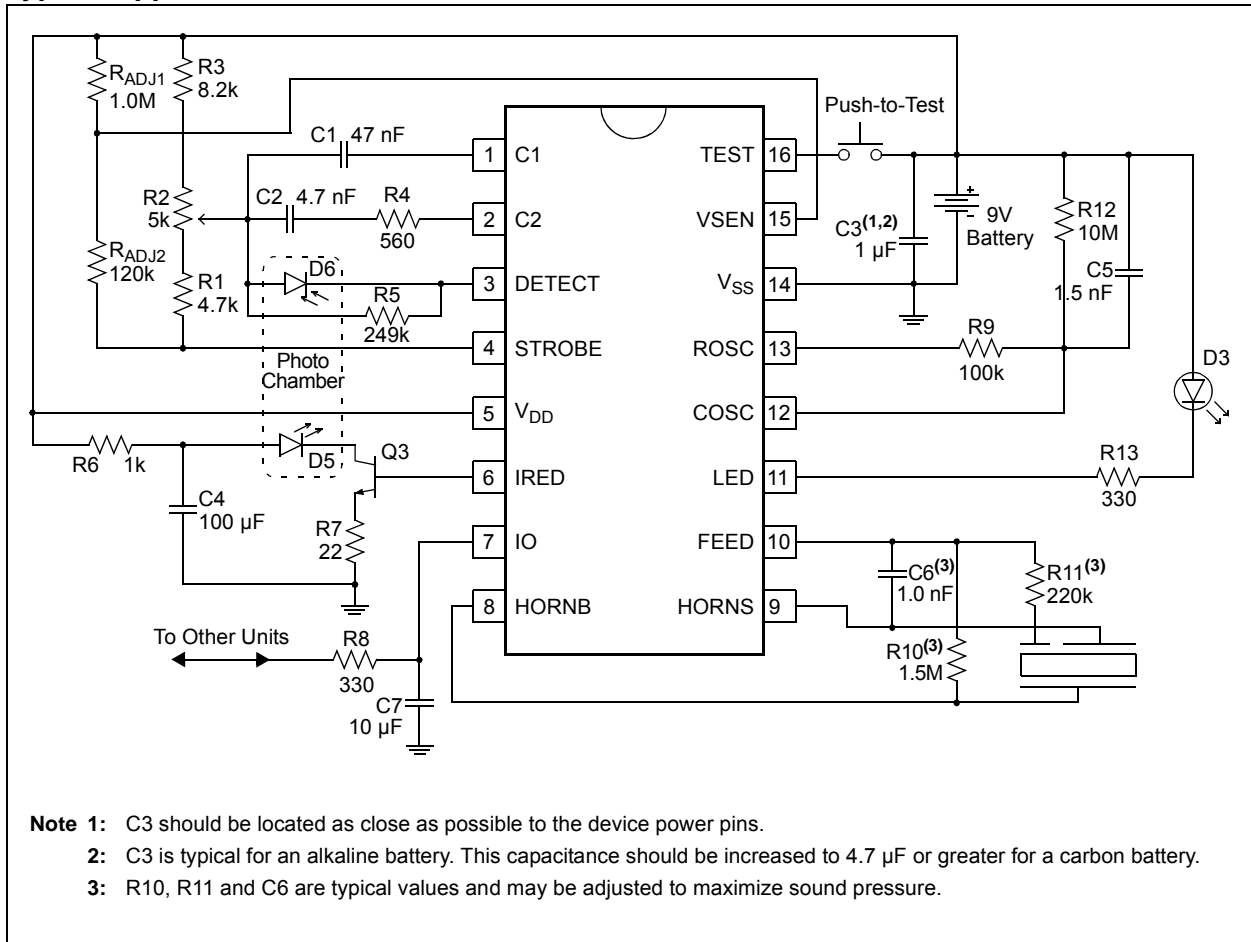 R_ADJ1
1.0M
R3
8.2k
C1 47 nF
Push-to-Test
1 C1
TEST 16
R2
5k
C2 4.7 nF
R4
560
2 C2
VSEN 15
C3(1,2)
1 µF
+
-
9V
Battery
R12
10M
R_ADJ2
120k
R1
4.7k
D6
R5
249k
3 DETECT
V_SS 14
C5
1.5 nF
4 STROBE
ROSC 13
R9
100k
D3
Photo
Chamber
5 V_DD
COSC 12
R6 1k
D5
Q3
6 IRED
LED 11
R13
330
C4
100 µF
R7
22
7 IO
FEED 10
C6(3)
1.0 nF
R11(3)
220k
8 HORNB
HORNS 9
To Other Units
R8
330
R10(3)
1.5M
C7
10 µF
Note 1: C3 should be located as close as possible to the device power pins.
2: C3 is typical for an alkaline battery. This capacitance should be increased to 4.7 µF or greater for a carbon battery.
3: R10, R11 and C6 are typical values and may be adjusted to maximize sound pressure.